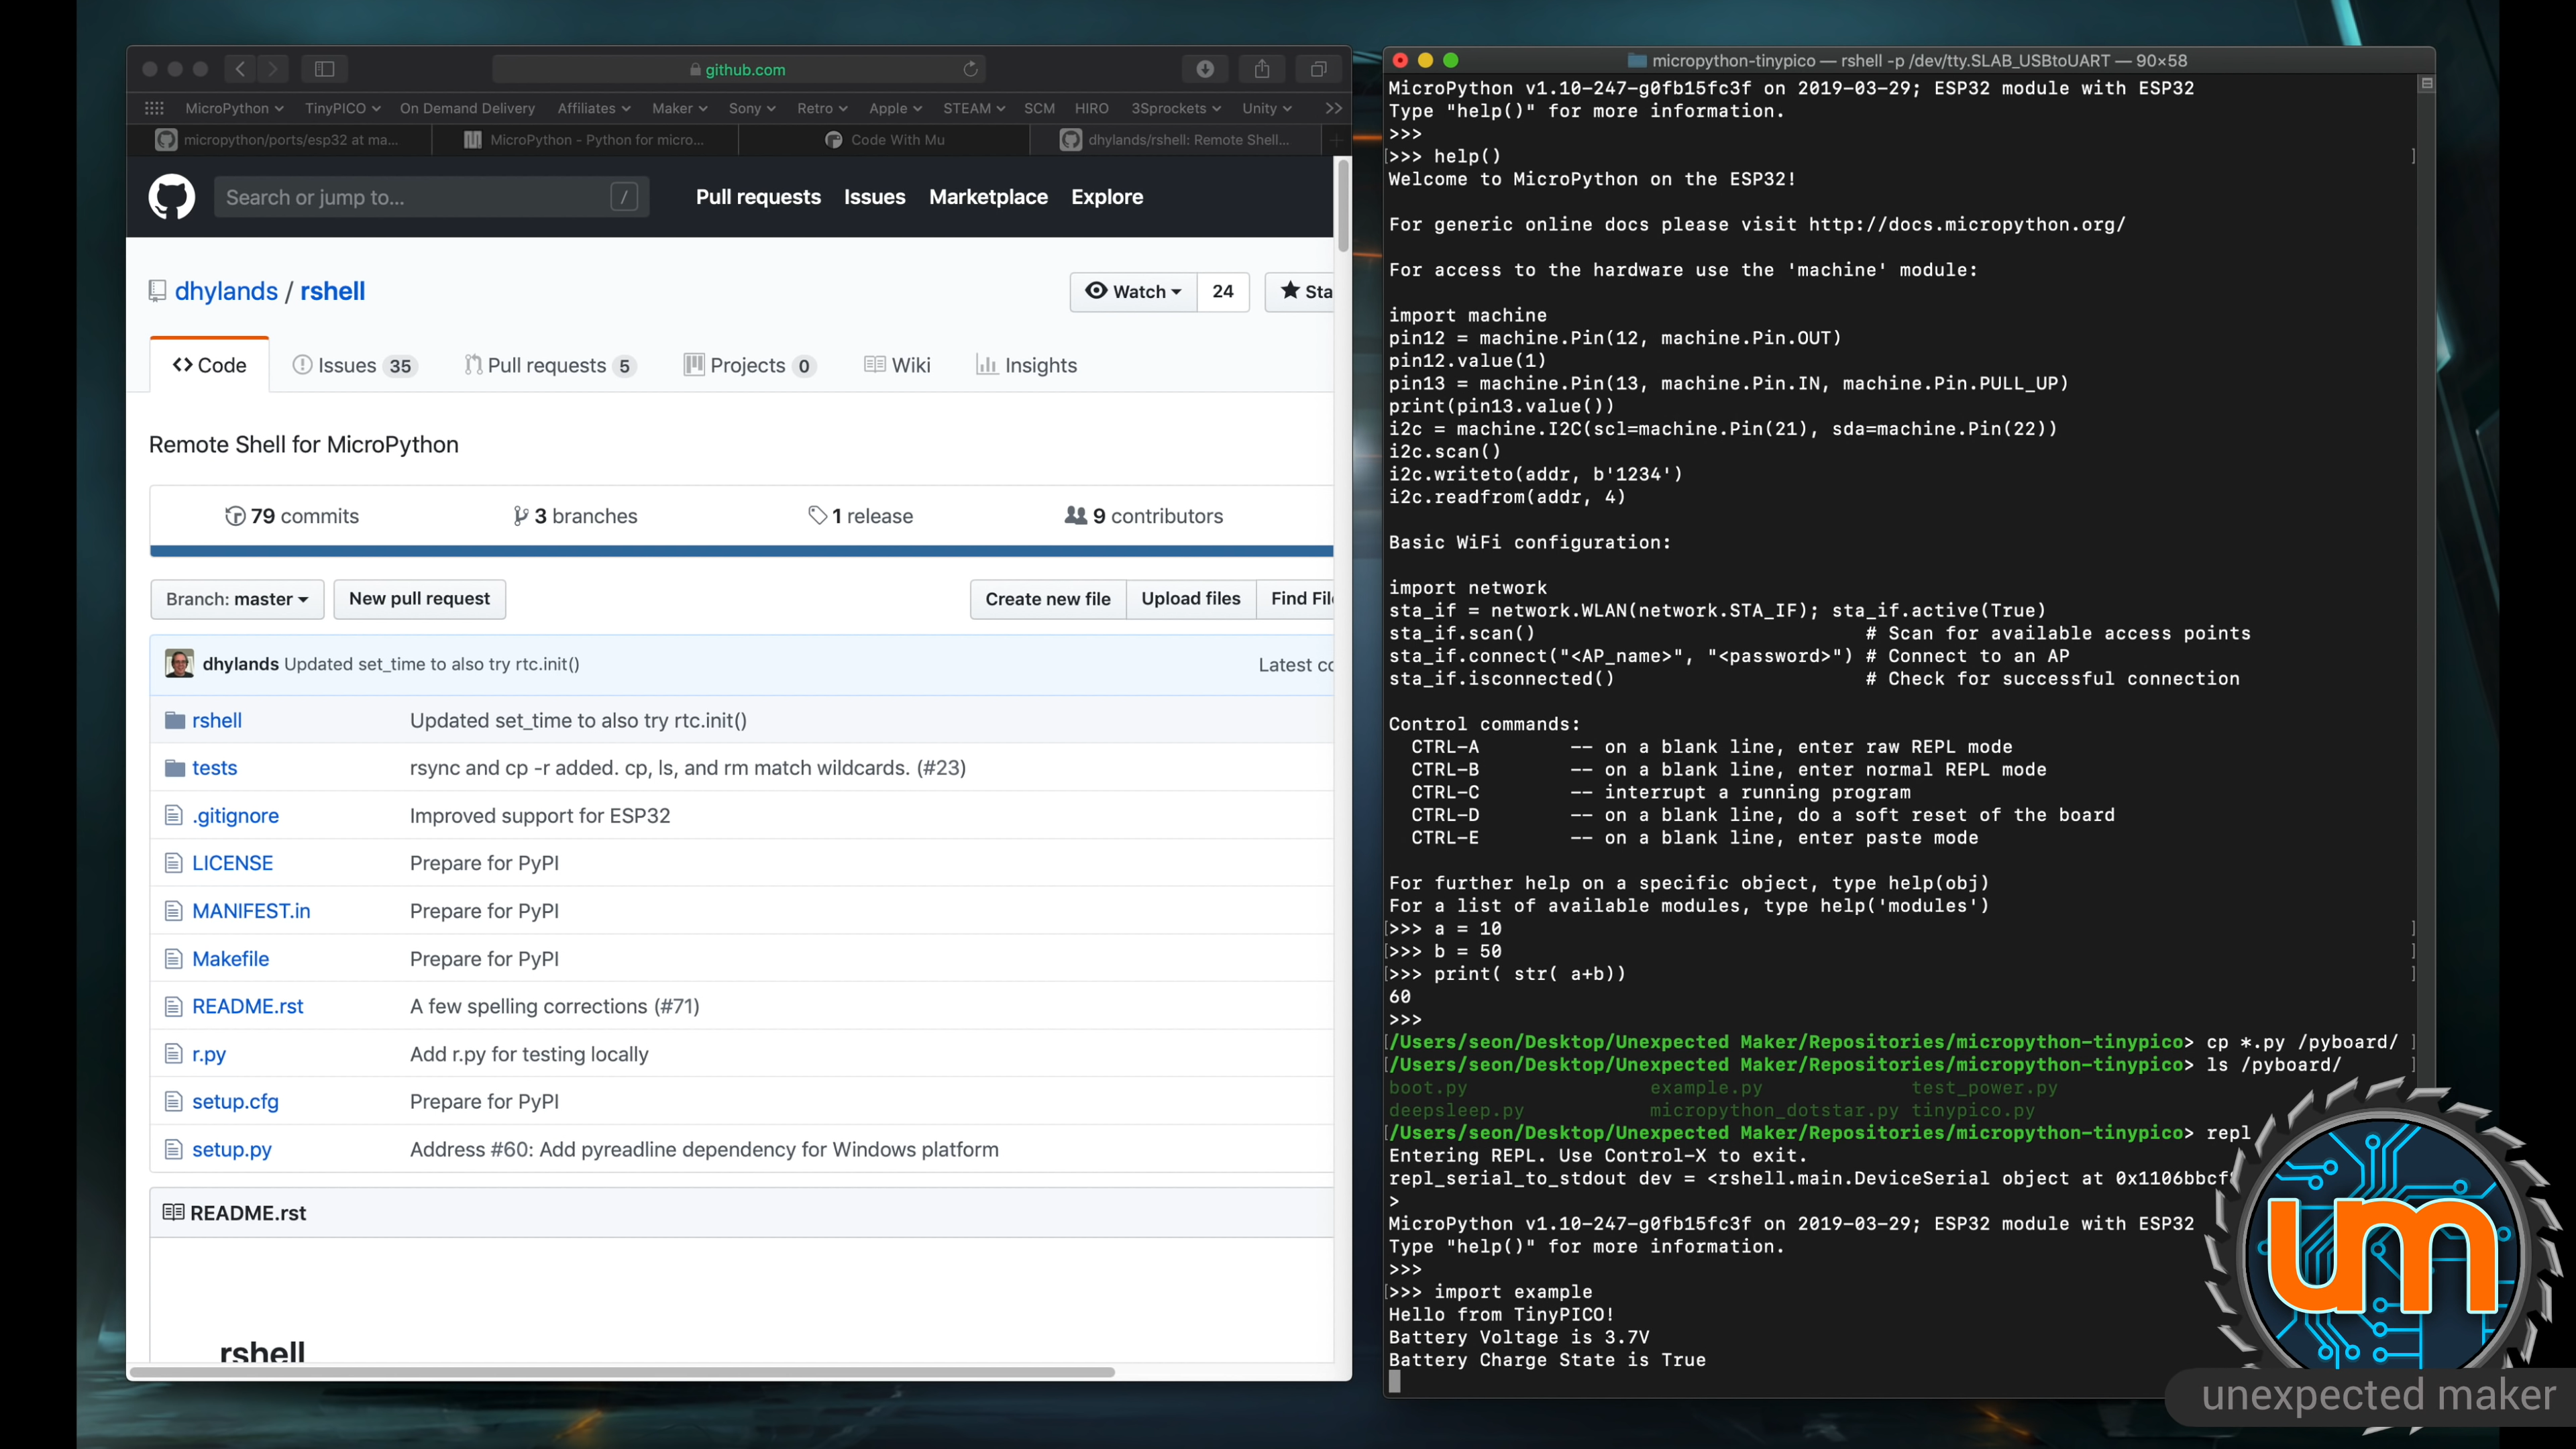 github.com
MicroPython TinyPICO On Demand Delivery Affiliates Maker Sony Retro Apple STEAM SCM HIRO 3Sprockets Unity >>
micropython/ports/esp32 at ma... MicroPython - Python for micro... Code With Mu dhylands/rshell: Remote Shell...
Search or jump to... / Pull requests Issues Marketplace Explore
dhylands / rshell
Watch 24 Sta
Code Issues 35 Pull requests 5 Projects 0 Wiki Insights
Remote Shell for MicroPython
79 commits 3 branches 1 release 9 contributors
Branch: master New pull request Create new file Upload files Find File
dhylands Updated set_time to also try rtc.init() Latest co
rshell Updated set_time to also try rtc.init()
tests rsync and cp -r added. cp, ls, and rm match wildcards. (#23)
.gitignore Improved support for ESP32
LICENSE Prepare for PyPI
MANIFEST.in Prepare for PyPI
Makefile Prepare for PyPI
README.rst A few spelling corrections (#71)
r.py Add r.py for testing locally
setup.cfg Prepare for PyPI
setup.py Address #60: Add pyreadline dependency for Windows platform
README.rst
rshell
micropython-tinypico — rshell -p /dev/tty.SLAB_USBtoUART — 90×58
MicroPython v1.10-247-g0fb15fc3f on 2019-03-29; ESP32 module with ESP32
Type "help()" for more information.
>>>
[>>> help() ]
Welcome to MicroPython on the ESP32!
For generic online docs please visit http://docs.micropython.org/
For access to the hardware use the 'machine' module:
import machine
pin12 = machine.Pin(12, machine.Pin.OUT)
pin12.value(1)
pin13 = machine.Pin(13, machine.Pin.IN, machine.Pin.PULL_UP)
print(pin13.value())
i2c = machine.I2C(scl=machine.Pin(21), sda=machine.Pin(22))
i2c.scan()
i2c.writeto(addr, b'1234')
i2c.readfrom(addr, 4)
Basic WiFi configuration:
import network
sta_if = network.WLAN(network.STA_IF); sta_if.active(True)
sta_if.scan() # Scan for available access points
sta_if.connect("<AP_name>", "<password>") # Connect to an AP
sta_if.isconnected() # Check for successful connection
Control commands:
CTRL-A -- on a blank line, enter raw REPL mode
CTRL-B -- on a blank line, enter normal REPL mode
CTRL-C -- interrupt a running program
CTRL-D -- on a blank line, do a soft reset of the board
CTRL-E -- on a blank line, enter paste mode
For further help on a specific object, type help(obj)
For a list of available modules, type help('modules')
[>>> a = 10 ]
[>>> b = 50 ]
[>>> print( str( a+b)) ]
60
>>>
[/Users/seon/Desktop/Unexpected Maker/Repositories/micropython-tinypico> cp *.py /pyboard/ ]
[/Users/seon/Desktop/Unexpected Maker/Repositories/micropython-tinypico> ls /pyboard/ ]
boot.py example.py test_power.py
deepsleep.py micropython_dotstar.py tinypico.py
[/Users/seon/Desktop/Unexpected Maker/Repositories/micropython-tinypico> repl
Entering REPL. Use Control-X to exit.
repl_serial_to_stdout dev = <rshell.main.DeviceSerial object at 0x1106bbcf
>
MicroPython v1.10-247-g0fb15fc3f on 2019-03-29; ESP32 module with ESP32
Type "help()" for more information.
>>>
[>>> import example
Hello from TinyPICO!
Battery Voltage is 3.7V
Battery Charge State is True
um
unexpected maker